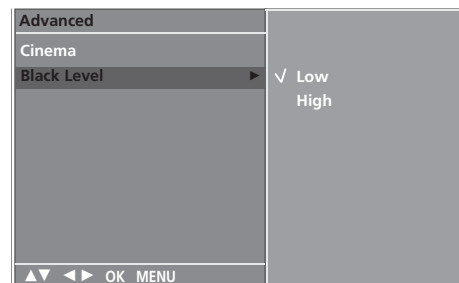 Advanced
Cinema
Black Level ►
√ Low
High
▲▼ ◄► OK MENU